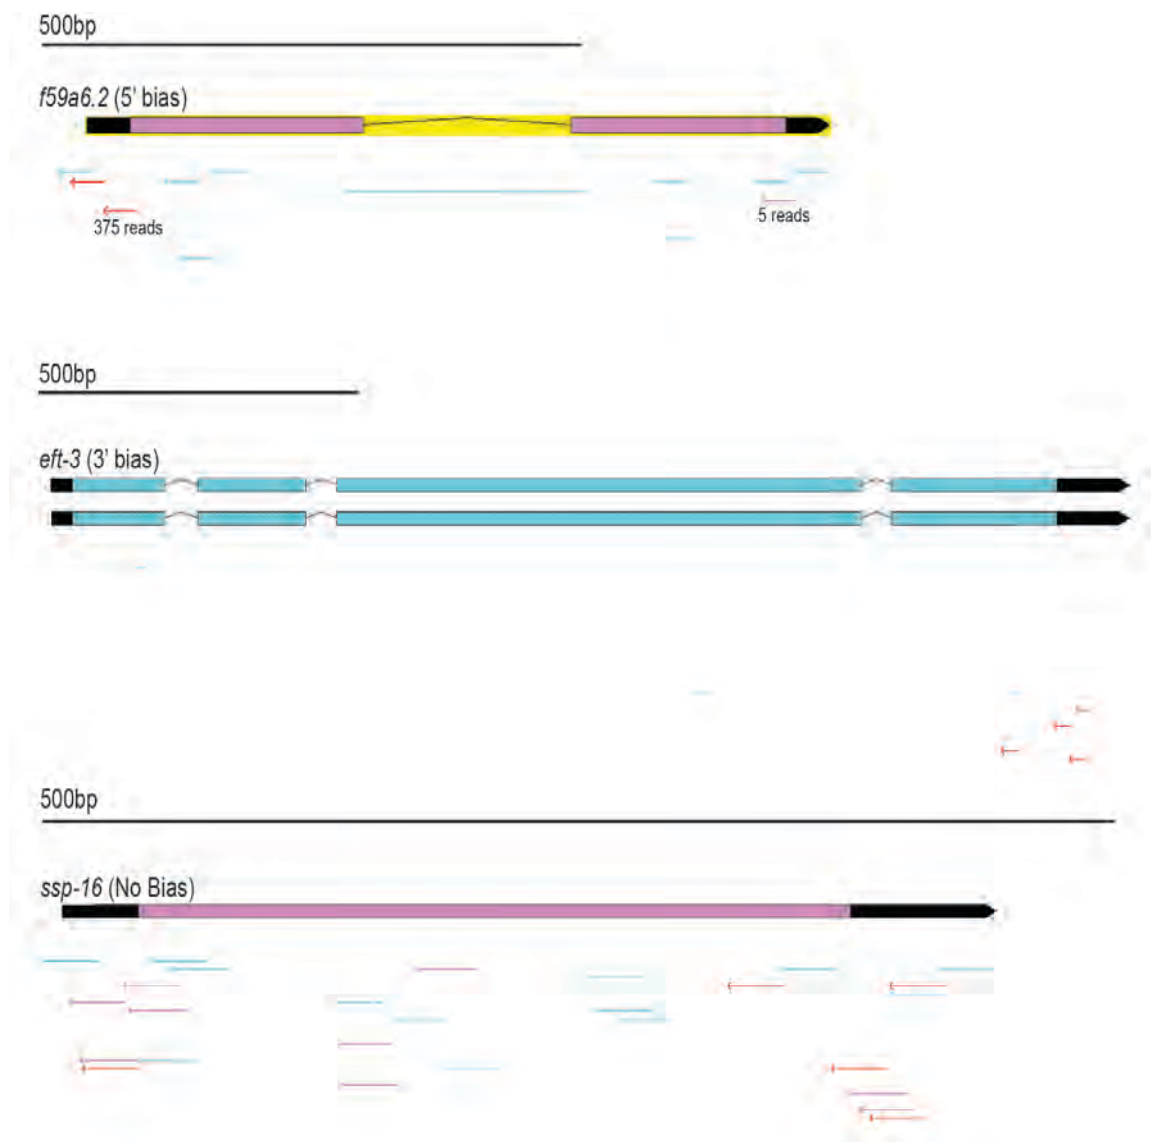 500bp
f59a6.2 (5' bias)
375 reads
5 reads
500bp
eft-3 (3' bias)
500bp
ssp-16 (No Bias)